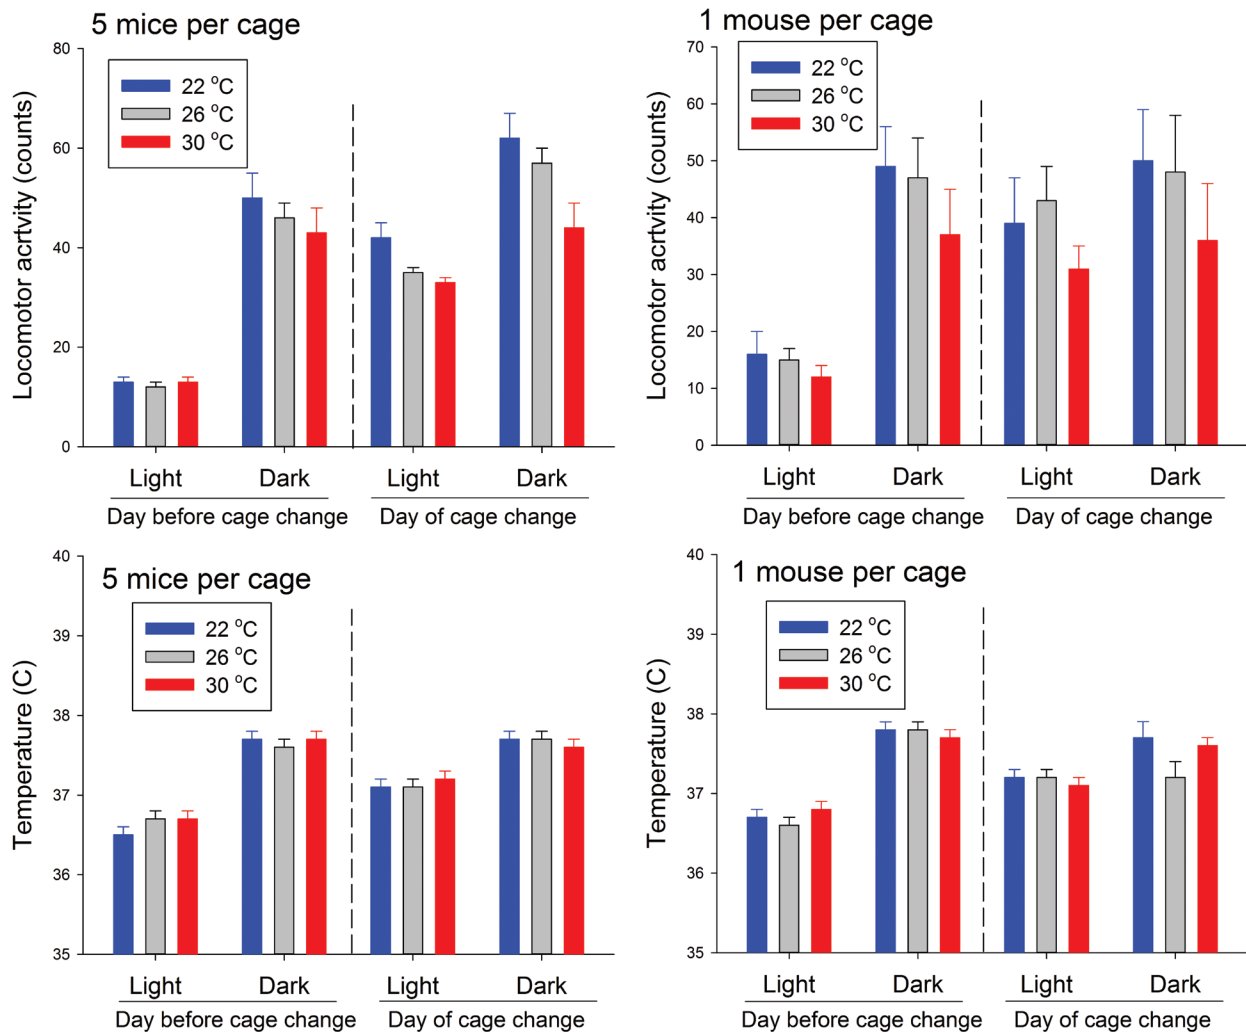 5 mice per cage
80
60
40
20
0
Locomotor acrtvity (counts)
22 °C
26 °C
30 °C
Light Dark Light Dark
Day before cage change Day of cage change
1 mouse per cage
70
60
50
40
30
20
10
0
Locomotor acrtvity (counts)
22 °C
26 °C
30 °C
Light Dark Light Dark
Day before cage change Day of cage change
5 mice per cage
40
39
38
37
36
35
Temperature (C)
22 °C
26 °C
30 °C
Light Dark Light Dark
Day before cage change Day of cage change
1 mouse per cage
40
39
38
37
36
35
Temperature (C)
22 °C
26 °C
30 °C
Light Dark Light Dark
Day before cage change Day of cage change